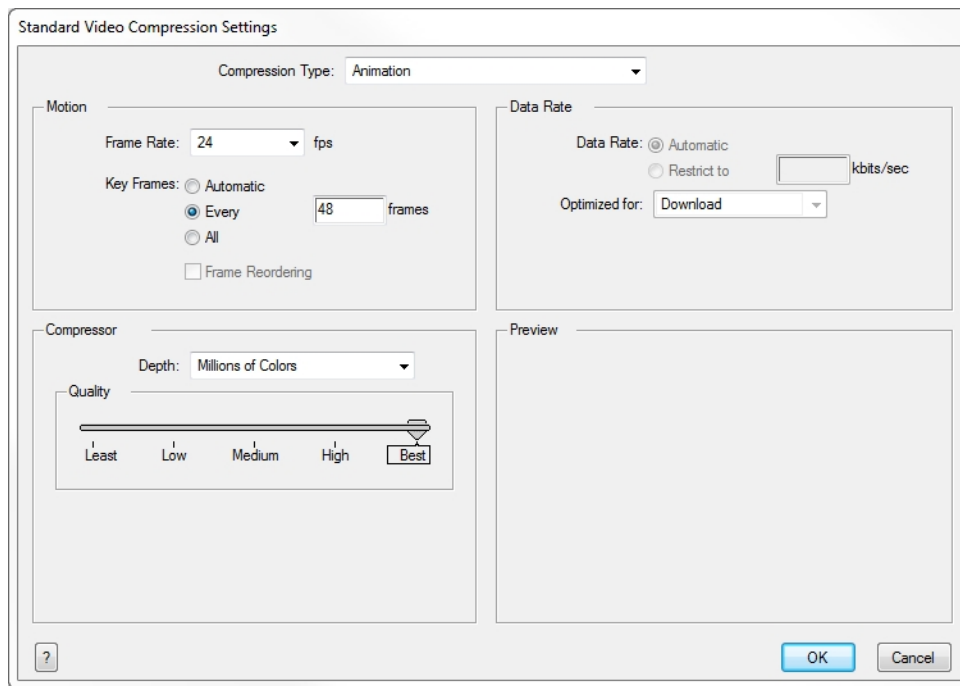 Standard Video Compression Settings
Compression Type: Animation
Motion
Frame Rate: 24 fps
Key Frames: Automatic
Every 48 frames
All
Frame Reordering
Data Rate
Data Rate: Automatic
Restrict to kbits/sec
Optimized for: Download
Compressor
Depth: Millions of Colors
Quality
Least Low Medium High Best
Preview
? OK Cancel